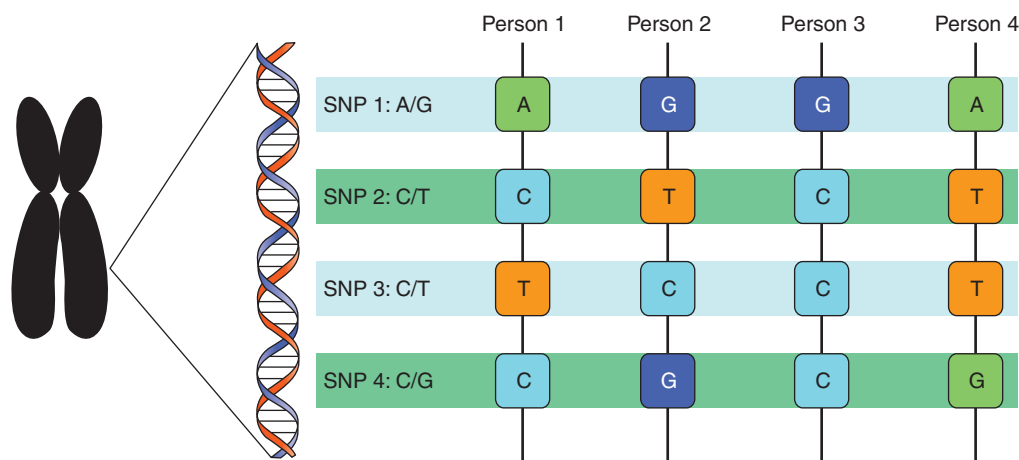 Person 1 Person 2 Person 3 Person 4
SNP 1: A/G A G G A
SNP 2: C/T C T C T
SNP 3: C/T T C C T
SNP 4: C/G C G C G